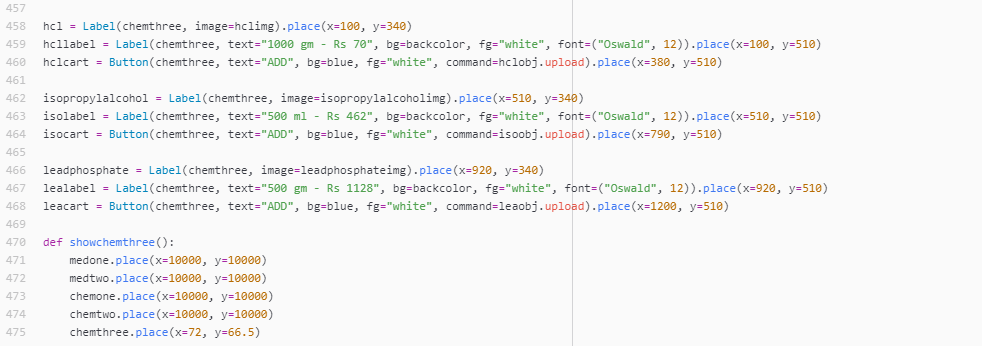 457
458 hcl = Label(chemthree, image=hclimg).place(x=100, y=340)
459 hcllabel = Label(chemthree, text="1000 gm - Rs 70", bg=backcolor, fg="white", font=("Oswald", 12)).place(x=100, y=510)
460 hclcart = Button(chemthree, text="ADD", bg=blue, fg="white", command=hclobj.upload).place(x=380, y=510)
461
462 isopropylalcohol = Label(chemthree, image=isopropylalcoholimg).place(x=510, y=340)
463 isolabel = Label(chemthree, text="500 ml - Rs 462", bg=backcolor, fg="white", font=("Oswald", 12)).place(x=510, y=510)
464 isocart = Button(chemthree, text="ADD", bg=blue, fg="white", command=isoobj.upload).place(x=790, y=510)
465
466 leadphosphate = Label(chemthree, image=leadphosphateimg).place(x=920, y=340)
467 lealabel = Label(chemthree, text="500 gm - Rs 1128", bg=backcolor, fg="white", font=("Oswald", 12)).place(x=920, y=510)
468 leacart = Button(chemthree, text="ADD", bg=blue, fg="white", command=leaobj.upload).place(x=1200, y=510)
469
470 def showchemthree():
471     medone.place(x=10000, y=10000)
472     medtwo.place(x=10000, y=10000)
473     chemone.place(x=10000, y=10000)
474     chemtwo.place(x=10000, y=10000)
475     chemthree.place(x=72, y=66.5)